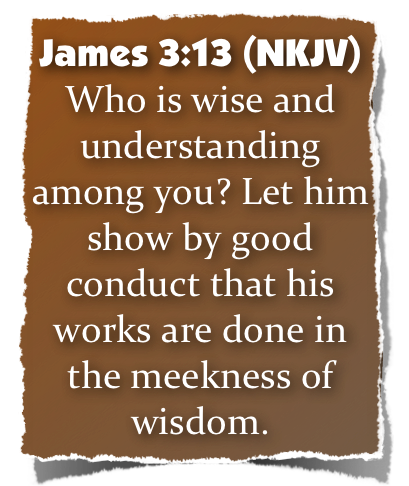 James 3:13 (NKJV)
Who is wise and
understanding
among you? Let him
show by good
conduct that his
works are done in
the meekness of
wisdom.